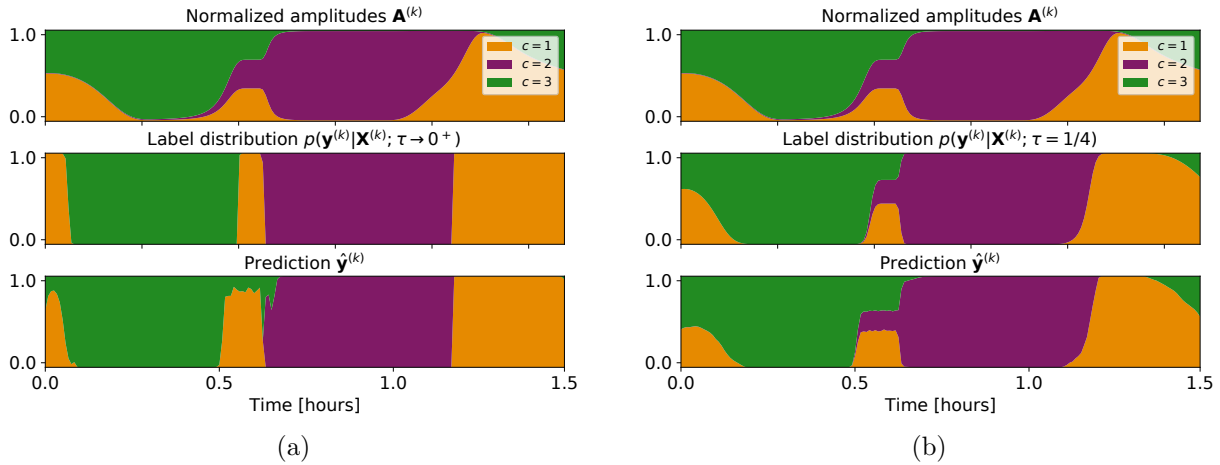 Normalized amplitudes A^(k)
1.0
c = 1
c = 2
c = 3
0.0
Label distribution p(y^(k)|X^(k); τ → 0⁺)
1.0
0.0
Prediction ŷ^(k)
1.0
0.0
0.0 0.5 1.0 1.5
Time [hours]
(a)
Normalized amplitudes A^(k)
1.0
c = 1
c = 2
c = 3
0.0
Label distribution p(y^(k)|X^(k); τ = 1/4)
1.0
0.0
Prediction ŷ^(k)
1.0
0.0
0.0 0.5 1.0 1.5
Time [hours]
(b)